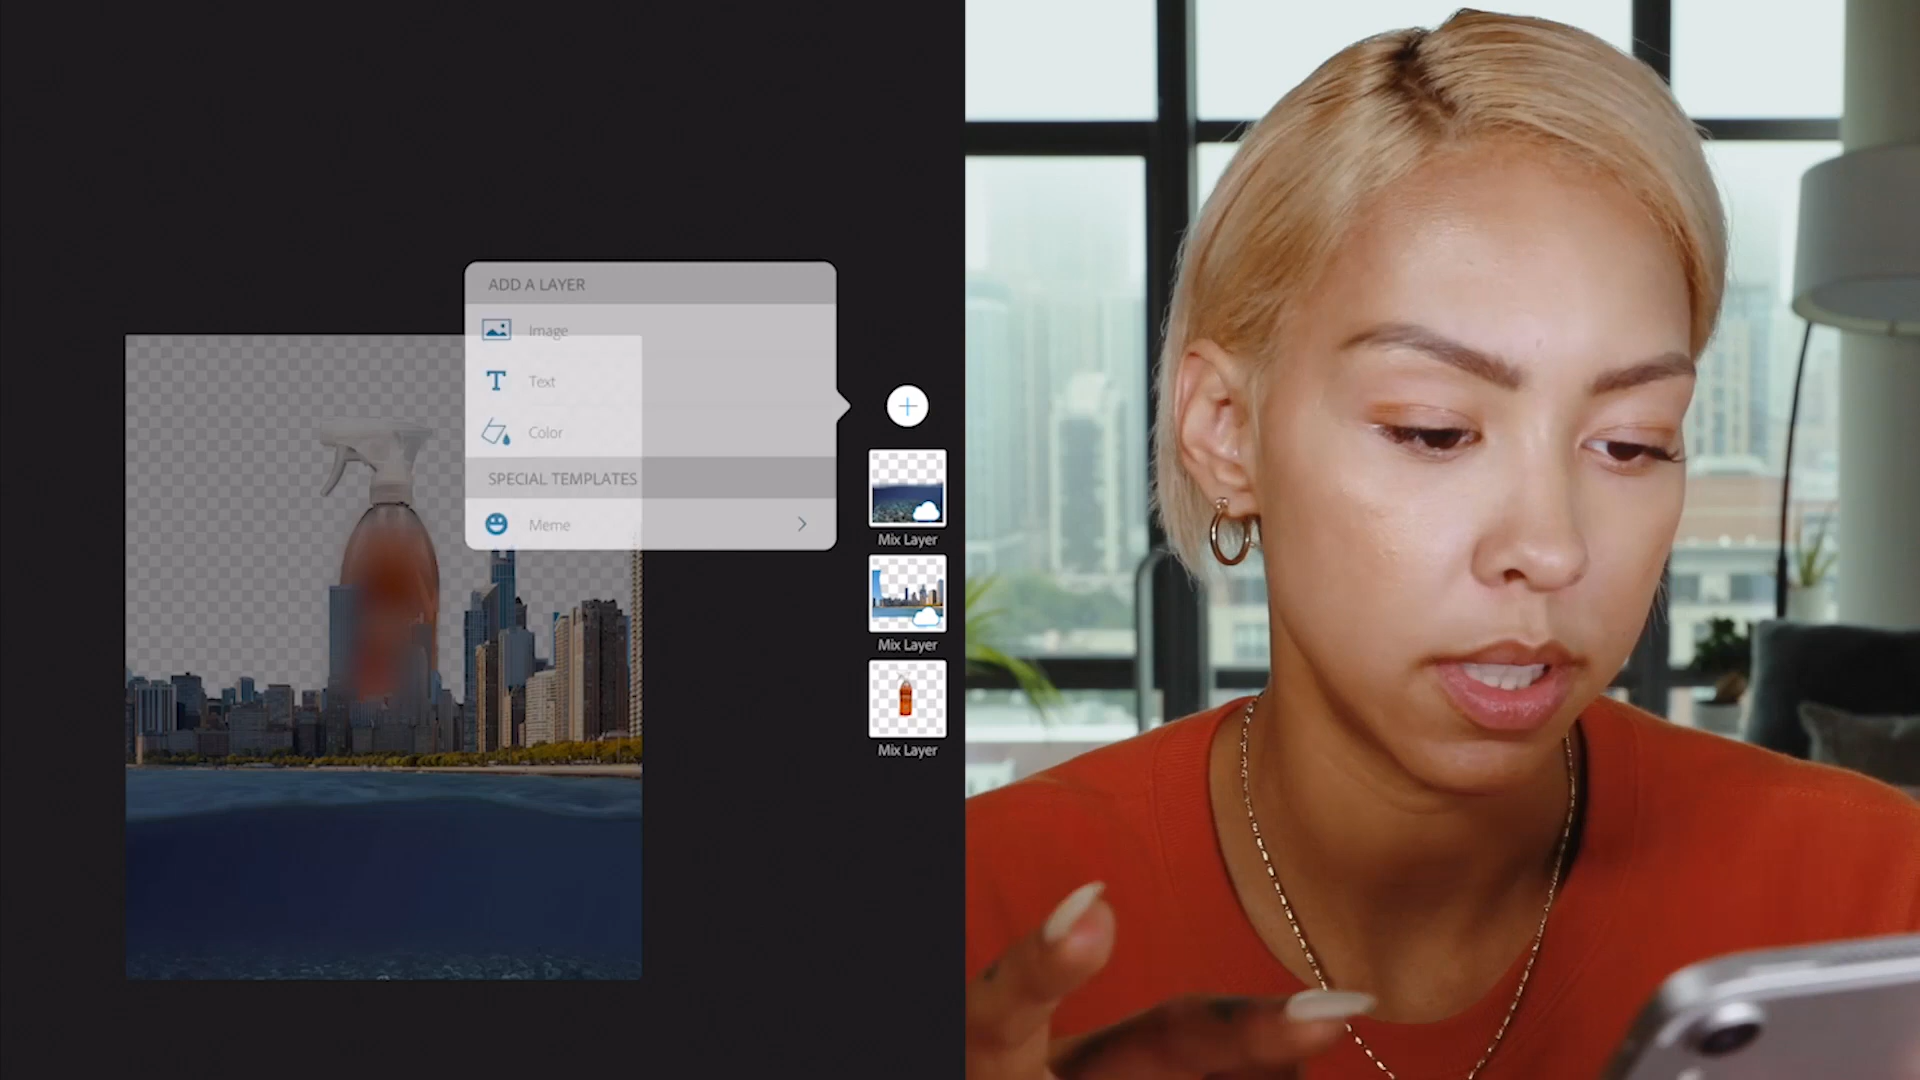 ADD A LAYER
Image
Text
Color
SPECIAL TEMPLATES
Meme
Mix Layer
Mix Layer
Mix Layer